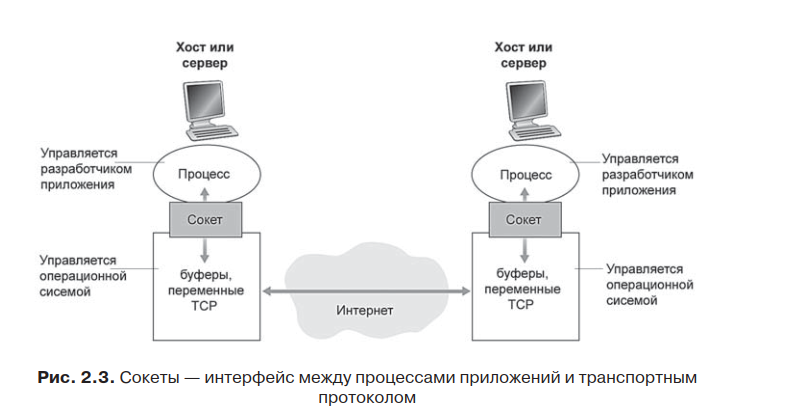 Хост или
сервер
Хост или
сервер
Управляется
разработчиком
приложения
Процесс
Процесс
Управляется
разработчиком
приложения
Сокет
Сокет
Управляется
операционной
сисемой
буферы,
переменные
TCP
Интернет
буферы,
переменные
TCP
Управляется
операционной
сисемой
Рис. 2.3. Сокеты — интерфейс между процессами приложений и транспортным
протоколом